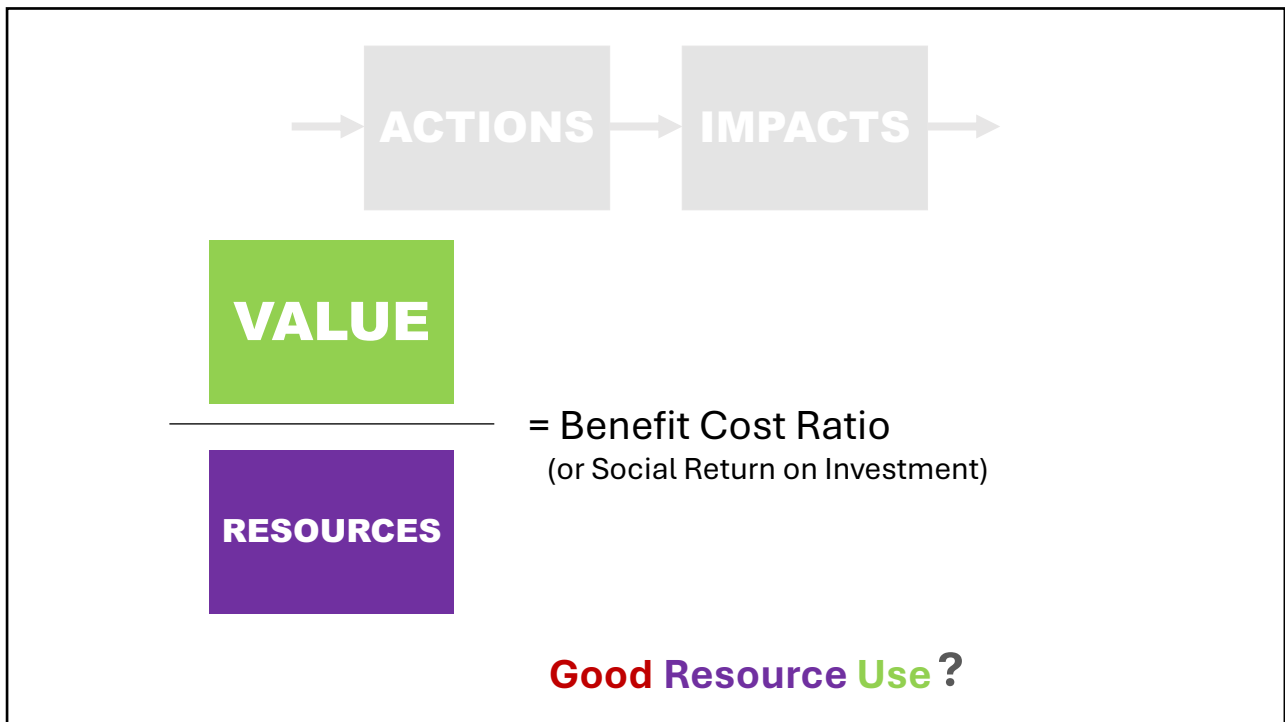 ACTIONS IMPACTS
VALUE
= Benefit Cost Ratio
(or Social Return on Investment)
RESOURCES
Good Resource Use ?